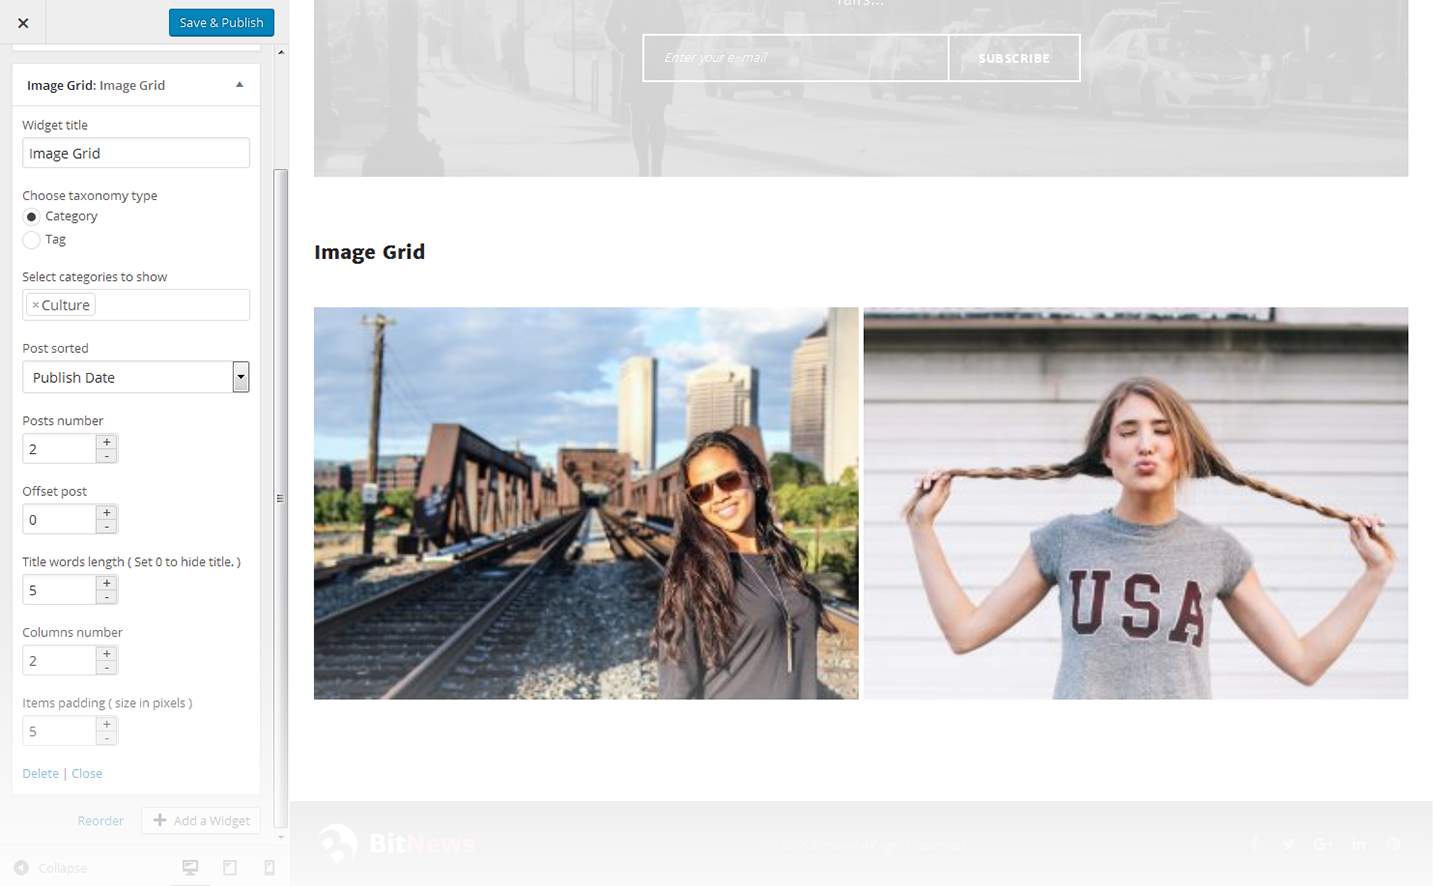 Save & Publish
Image Grid: Image Grid
Widget title
Image Grid
Choose taxonomy type
Category
Tag
Select categories to show
× Culture
Post sorted
Publish Date
Posts number
2
+
-
Offset post
0
+
-
Title words length ( Set 0 to hide title. )
5
+
-
Columns number
2
+
-
Items padding ( size in pixels )
5
+
-
Delete | Close
Reorder
Add a Widget
Collapse
Enter your e-mail
SUBSCRIBE
Image Grid
USA
BitNews
All rights reserved.